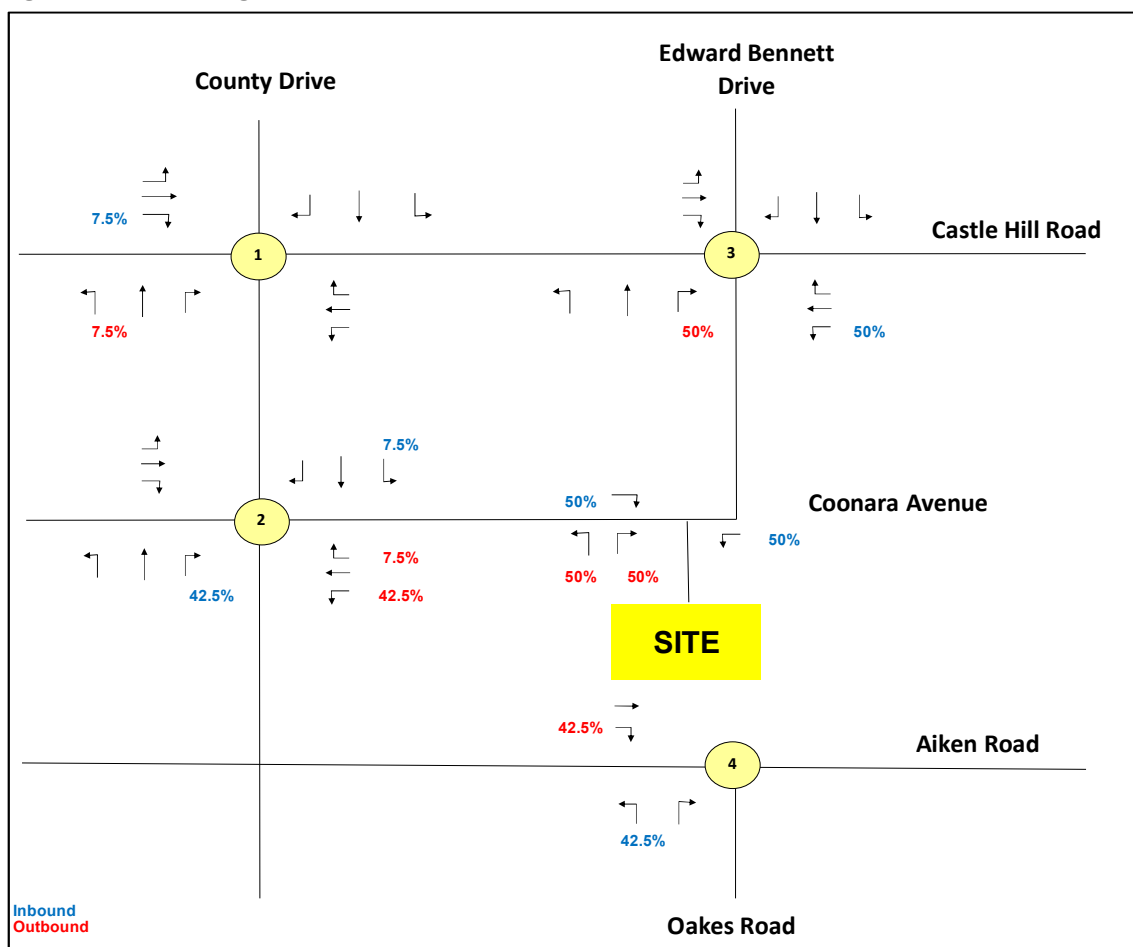 Edward Bennett
Drive
County Drive
7.5%
Castle Hill Road
1
3
7.5%
50%
50%
7.5%
50%
Coonara Avenue
2
50%
7.5%
50%
50%
42.5%
42.5%
SITE
42.5%
Aiken Road
4
42.5%
Inbound
Outbound
Oakes Road